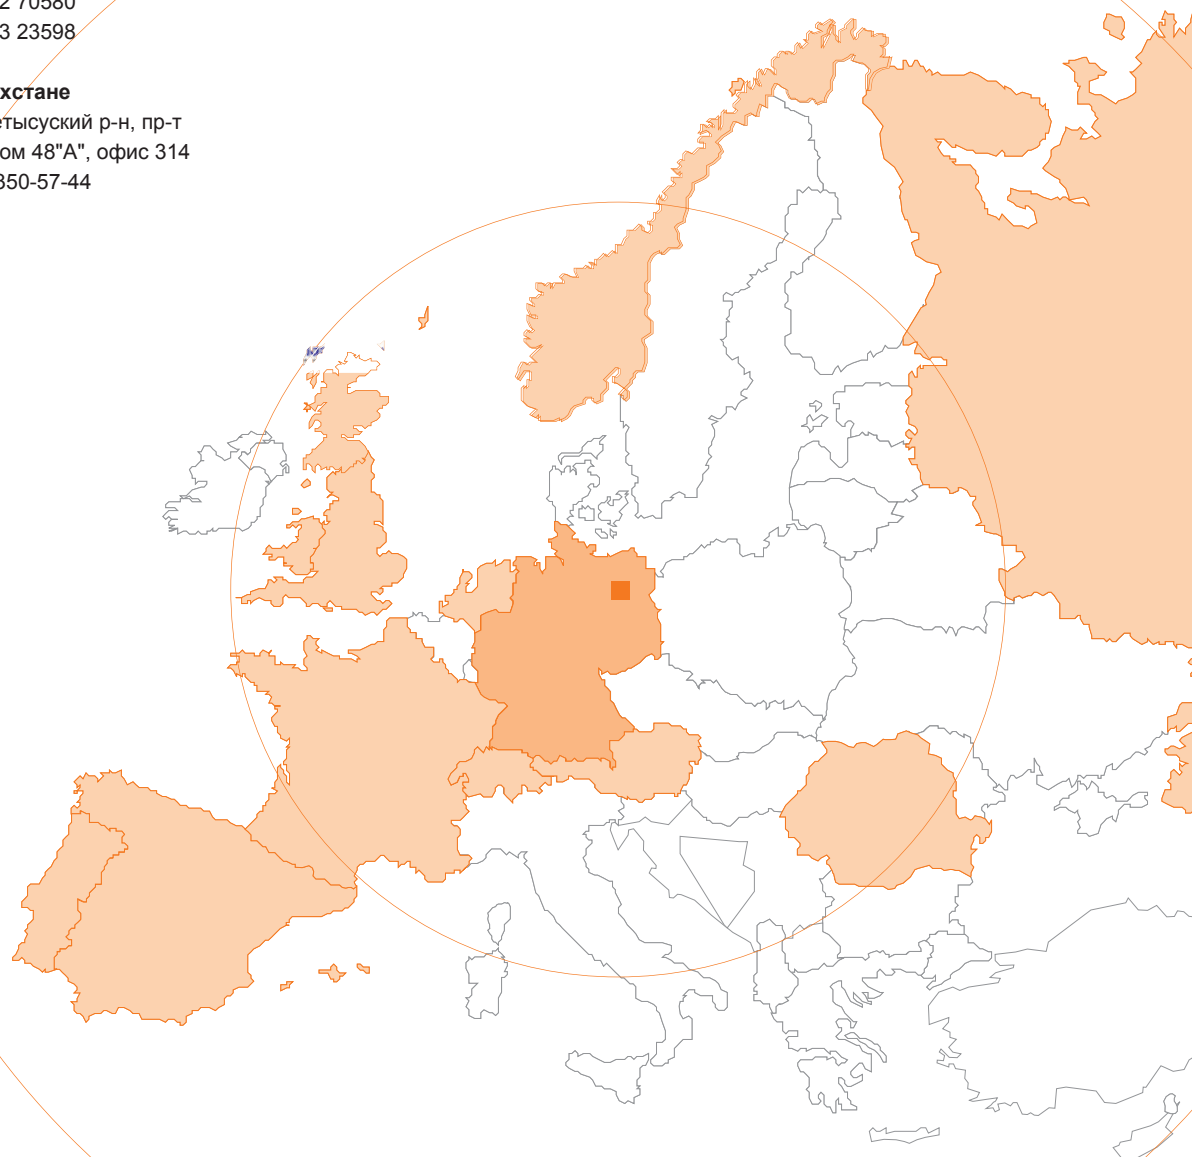 2 70580
3 23598
хстане
етысуский р-н, пр-т
ом 48"А", офис 314
350-57-44